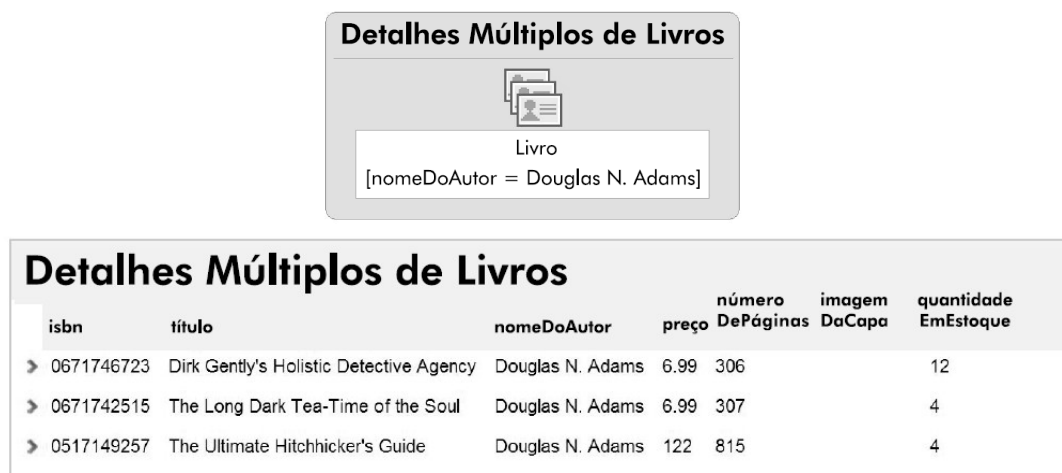 Detalhes Múltiplos de Livros
Livro
[nomeDoAutor = Douglas N. Adams]
Detalhes Múltiplos de Livros
isbn título nomeDoAutor preço número DePáginas imagem DaCapa quantidade EmEstoque
0671746723 Dirk Gently's Holistic Detective Agency Douglas N. Adams 6.99 306 12
0671742515 The Long Dark Tea-Time of the Soul Douglas N. Adams 6.99 307 4
0517149257 The Ultimate Hitchhicker's Guide Douglas N. Adams 122 815 4